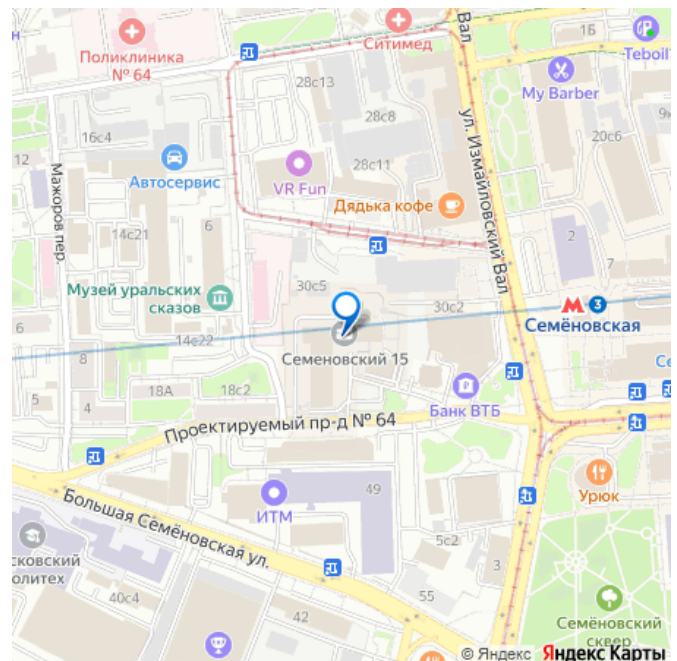 Поликлиника
№ 64
Ситимед
Вал
1Б
Teboil
My Barber
28с13
28с8
20с6
16с4
12
Автосервис
28с11
VR Fun
Дядька кофе
ул. Измайловский Вал
Мажоров пер.
14с21
6
2
7
30с5
Музей уральских
сказов
30с2
3
Семёновская
6
14с22
8
Семеновский 15
Се
5
18А
18с2
4
Банк ВТБ
Проектируемый пр-д № 64
49
ИТМ
Урюк
Большая Семёновская ул.
5с2
3
сковский
олитех
40с4
42
55
Семёновский
сквер
© Яндекс Яндекс Карты